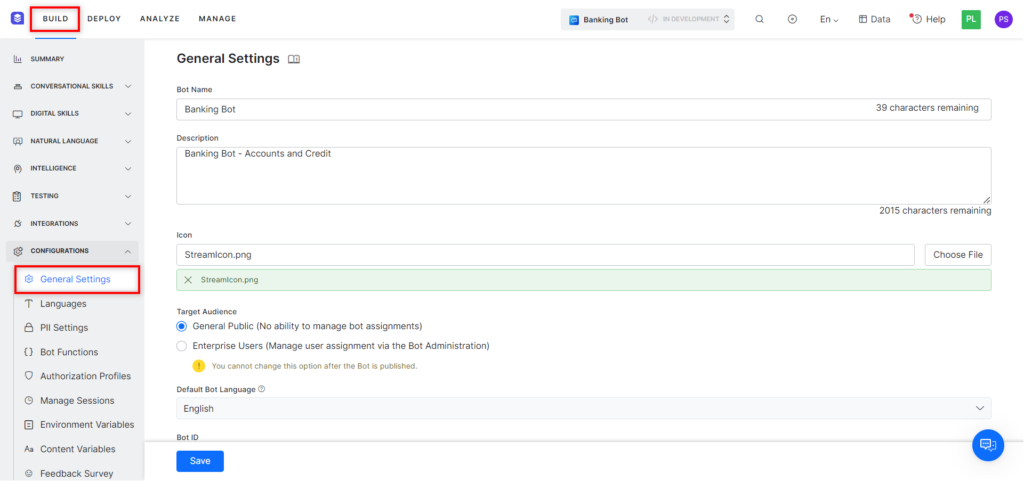 BUILD DEPLOY ANALYZE MANAGE Banking Bot IN DEVELOPMENT En Data Help PL PS
SUMMARY
CONVERSATIONAL SKILLS
DIGITAL SKILLS
NATURAL LANGUAGE
INTELLIGENCE
TESTING
INTEGRATIONS
CONFIGURATIONS
General Settings
Languages
PII Settings
Bot Functions
Authorization Profiles
Manage Sessions
Environment Variables
Aa Content Variables
Feedback Survey
General Settings
Bot Name
Banking Bot 39 characters remaining
Description
Banking Bot - Accounts and Credit
2015 characters remaining
Icon
StreamIcon.png Choose File
StreamIcon.png
Target Audience
General Public (No ability to manage bot assignments)
Enterprise Users (Manage user assignment via the Bot Administration)
! You cannot change this option after the Bot is published.
Default Bot Language ?
English
Bot ID
Save